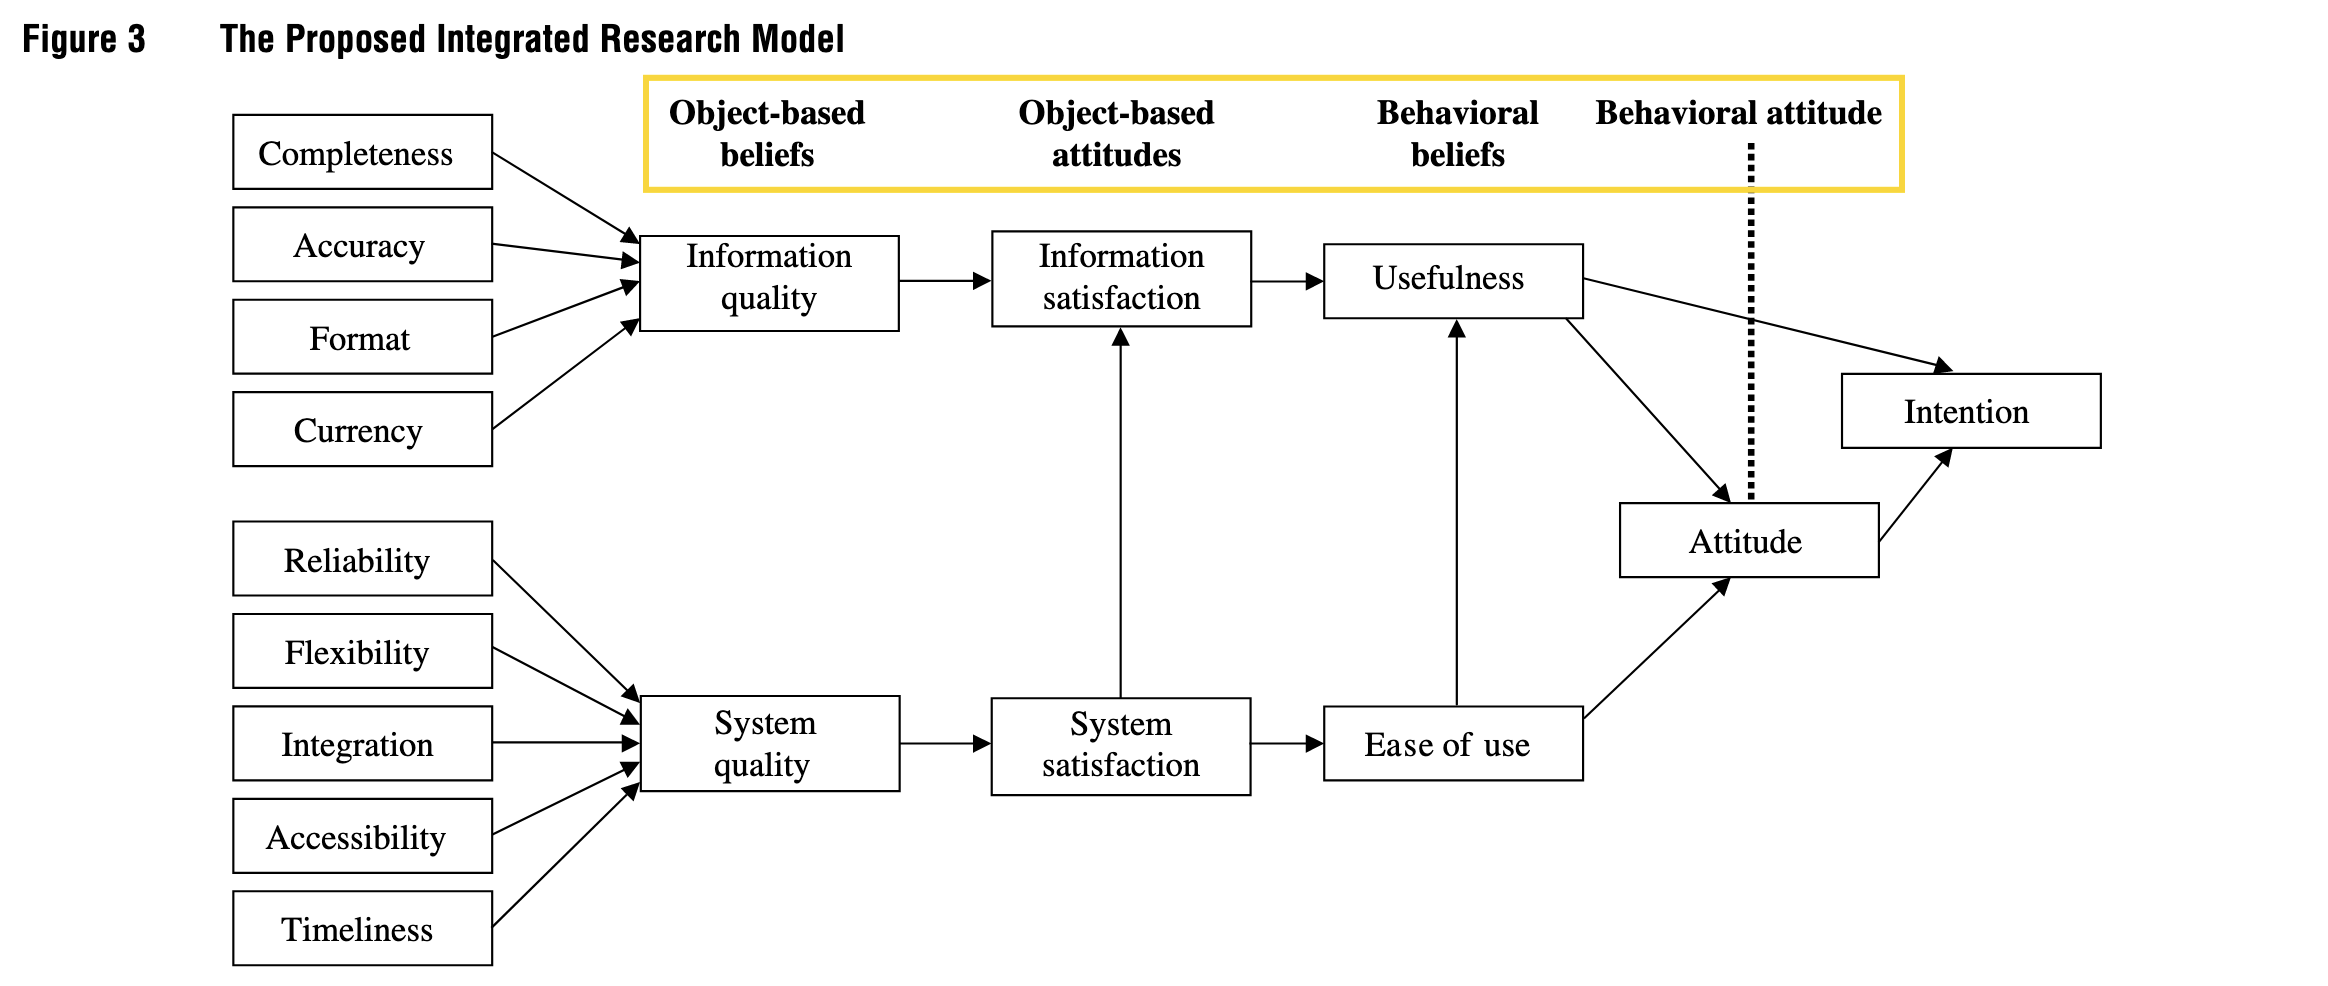 Figure 3 The Proposed Integrated Research Model
Object-based
beliefs
Object-based
attitudes
Behavioral
beliefs
Behavioral attitude
Completeness
Accuracy
Format
Currency
Information
quality
Information
satisfaction
Usefulness
Intention
Attitude
Reliability
Flexibility
Integration
Accessibility
Timeliness
System
quality
System
satisfaction
Ease of use